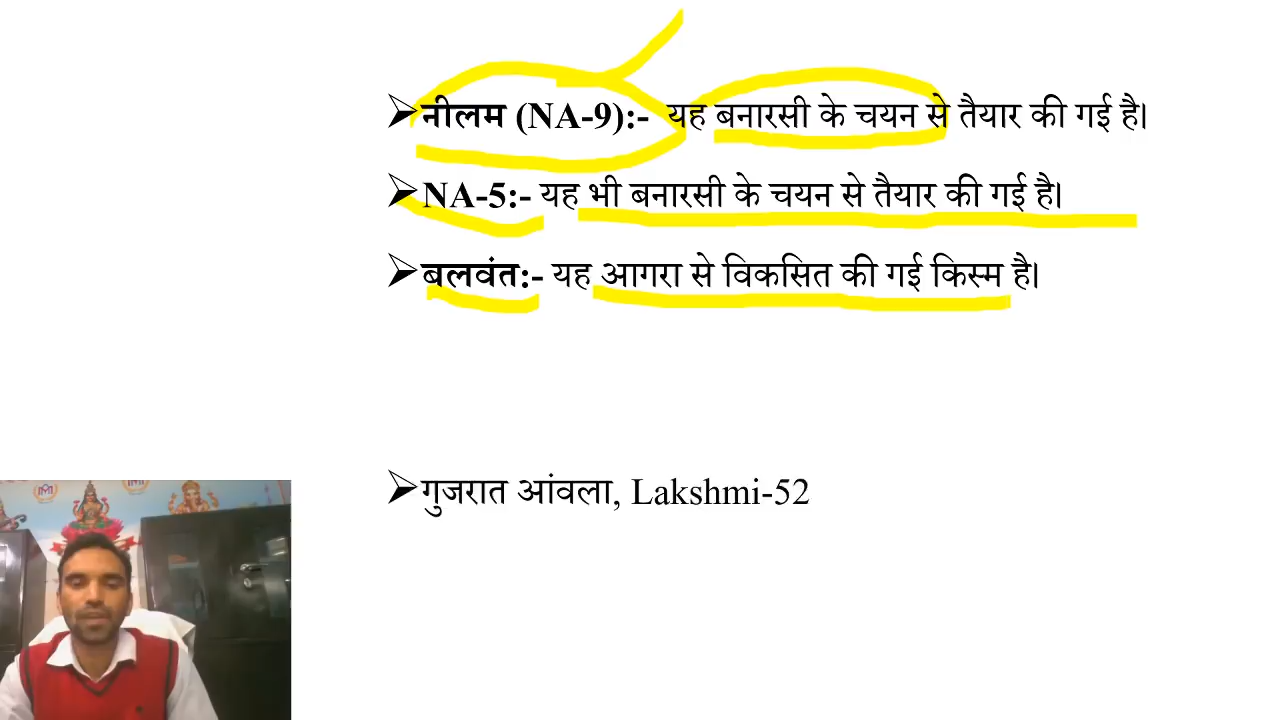 ➢नीलम (NA-9):- यह बनारसी के चयन से तैयार की गई है।
➢NA-5:- यह भी बनारसी के चयन से तैयार की गई है।
➢बलवंत:- यह आगरा से विकसित की गई किस्म है।
➢गुजरात आंवला, Lakshmi-52